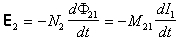 E₂ = −N₂ dΦ₂₁/dt = −M₂₁ dI₁/dt